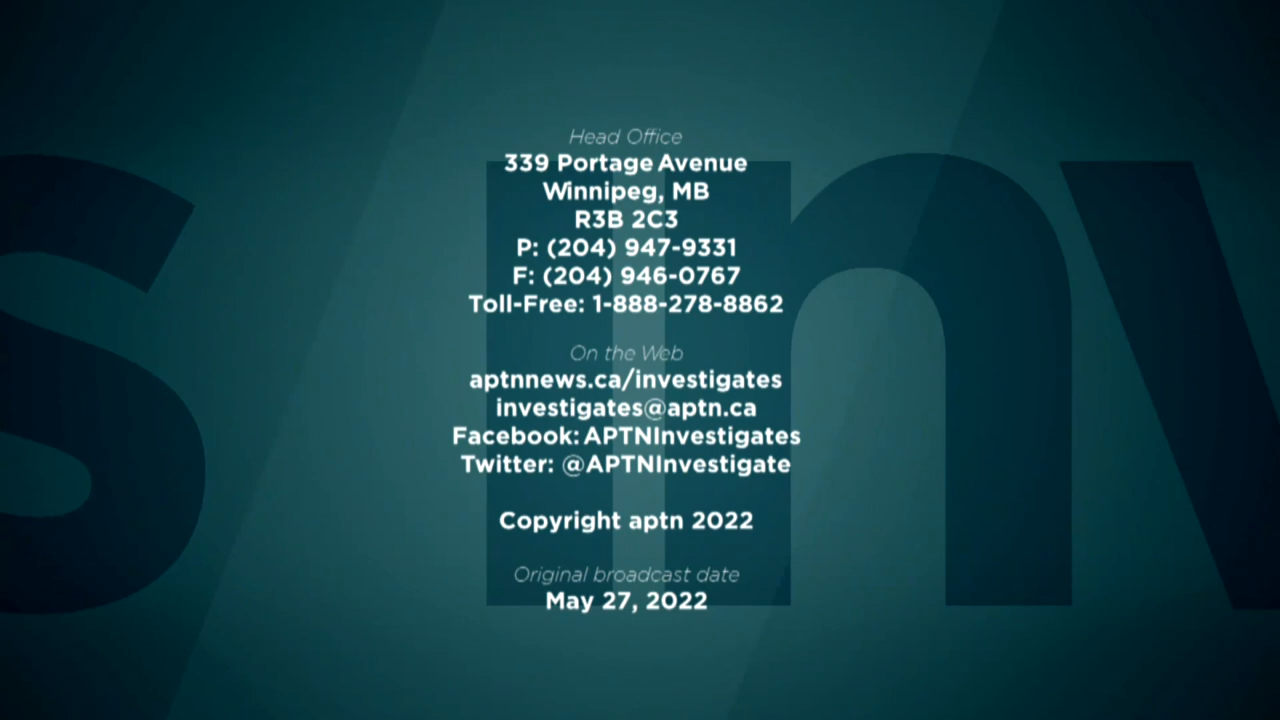 Head Office
339 Portage Avenue
Winnipeg, MB
R3B 2C3
P: (204) 947-9331
F: (204) 946-0767
Toll-Free: 1-888-278-8862
On the Web
aptnnews.ca/investigates
investigates@aptn.ca
Facebook: APTNInvestigates
Twitter: @APTNInvestigate
Copyright aptn 2022
Original broadcast date
May 27, 2022
s inv